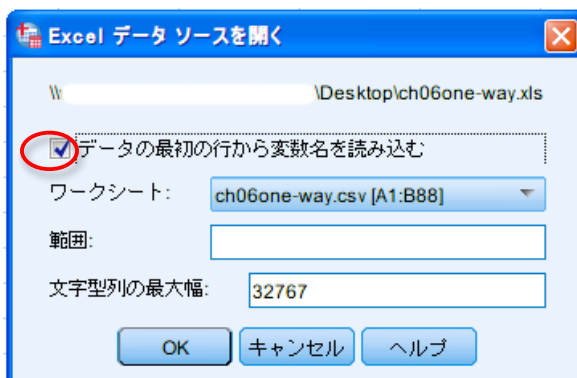 Excel データ ソースを開く
\\ \Desktop\ch06one-way.xls
データの最初の行から変数名を読み込む
ワークシート: ch06one-way.csv [A1:B88]
範囲:
文字型列の最大幅: 32767
OK キャンセル ヘルプ